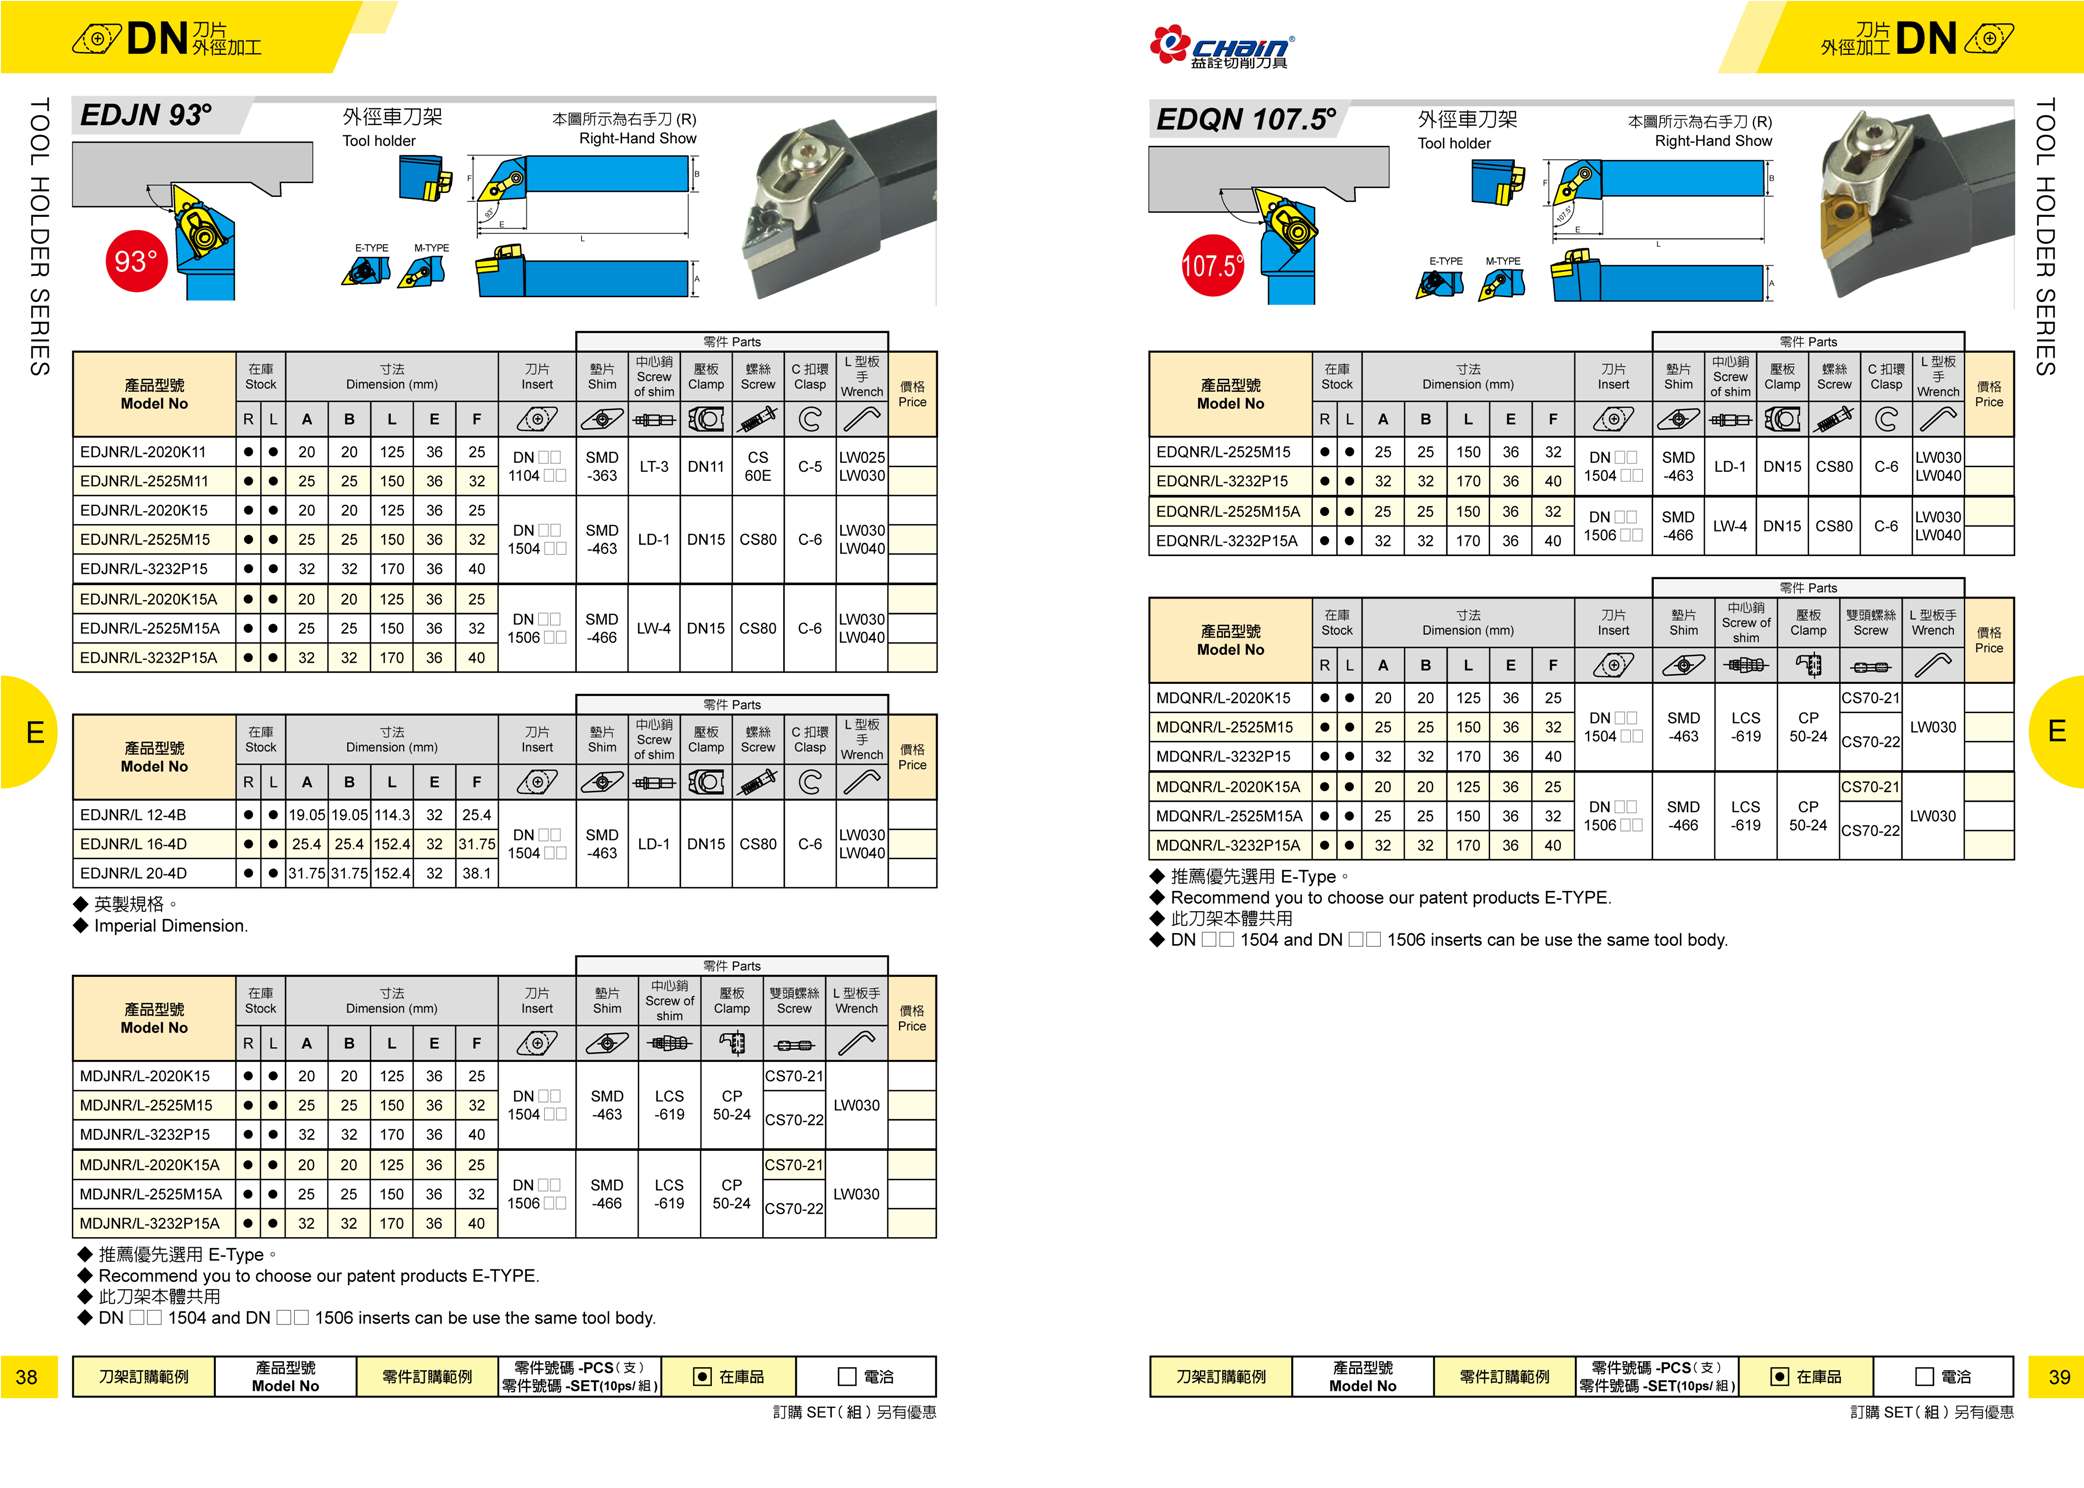 DN 刀片
外徑加工
TOOL HOLDER SERIES
EDJN 93°
外徑車刀架
Tool holder
本圖所示為右手刀 (R)
Right-Hand Show
93°
F
B
93°
E
L
E-TYPE M-TYPE
A
零件 Parts
產品型號
Model No
在庫
Stock
寸法
Dimension (mm)
刀片
Insert
墊片
Shim
中心銷
Screw
of shim
壓板
Clamp
螺絲
Screw
C 扣環
Clasp
L 型板
手
Wrench
價格
Price
R L A B L E F
EDJNR/L-2020K11 ● ● 20 20 125 36 25
EDJNR/L-2525M11 ● ● 25 25 150 36 32
DN □□
1104 □□
SMD
-363
LT-3
DN11
CS
60E
C-5
LW025
LW030
EDJNR/L-2020K15 ● ● 20 20 125 36 25
EDJNR/L-2525M15 ● ● 25 25 150 36 32
EDJNR/L-3232P15 ● ● 32 32 170 36 40
DN □□
1504 □□
SMD
-463
LD-1
DN15
CS80
C-6
LW030
LW040
EDJNR/L-2020K15A ● ● 20 20 125 36 25
EDJNR/L-2525M15A ● ● 25 25 150 36 32
EDJNR/L-3232P15A ● ● 32 32 170 36 40
DN □□
1506 □□
SMD
-466
LW-4
DN15
CS80
C-6
LW030
LW040
零件 Parts
產品型號
Model No
在庫
Stock
寸法
Dimension (mm)
刀片
Insert
墊片
Shim
中心銷
Screw
of shim
壓板
Clamp
螺絲
Screw
C 扣環
Clasp
L 型板
手
Wrench
價格
Price
R L A B L E F
EDJNR/L 12-4B ● ● 19.05 19.05 114.3 32 25.4
EDJNR/L 16-4D ● ● 25.4 25.4 152.4 32 31.75
EDJNR/L 20-4D ● ● 31.75 31.75 152.4 32 38.1
DN □□
1504 □□
SMD
-463
LD-1
DN15
CS80
C-6
LW030
LW040
◆ 英製規格。
◆ Imperial Dimension.
零件 Parts
產品型號
Model No
在庫
Stock
寸法
Dimension (mm)
刀片
Insert
墊片
Shim
中心銷
Screw of
shim
壓板
Clamp
雙頭螺絲
Screw
L 型板手
Wrench
價格
Price
R L A B L E F
MDJNR/L-2020K15 ● ● 20 20 125 36 25
MDJNR/L-2525M15 ● ● 25 25 150 36 32
MDJNR/L-3232P15 ● ● 32 32 170 36 40
DN □□
1504 □□
SMD
-463
LCS
-619
CP
50-24
CS70-21
CS70-22
LW030
MDJNR/L-2020K15A ● ● 20 20 125 36 25
MDJNR/L-2525M15A ● ● 25 25 150 36 32
MDJNR/L-3232P15A ● ● 32 32 170 36 40
DN □□
1506 □□
SMD
-466
LCS
-619
CP
50-24
CS70-21
CS70-22
LW030
◆ 推薦優先選用 E-Type。
◆ Recommend you to choose our patent products E-TYPE.
◆ 此刀架本體共用
◆ DN □□ 1504 and DN □□ 1506 inserts can be use the same tool body.
E
38
刀架訂購範例
產品型號
Model No
零件訂購範例
零件號碼 -PCS( 支 )
零件號碼 -SET(10ps/ 組 )
在庫品
電洽
訂購 SET( 組 ) 另有優惠
e CHain®
益詮切削刀具
刀片
外徑加工 DN
TOOL HOLDER SERIES
EDQN 107.5°
外徑車刀架
Tool holder
本圖所示為右手刀 (R)
Right-Hand Show
107.5°
F
B
107.5°
E
L
E-TYPE M-TYPE
A
零件 Parts
產品型號
Model No
在庫
Stock
寸法
Dimension (mm)
刀片
Insert
墊片
Shim
中心銷
Screw
of shim
壓板
Clamp
螺絲
Screw
C 扣環
Clasp
L 型板
手
Wrench
價格
Price
R L A B L E F
EDQNR/L-2525M15 ● ● 25 25 150 36 32
EDQNR/L-3232P15 ● ● 32 32 170 36 40
DN □□
1504 □□
SMD
-463
LD-1
DN15
CS80
C-6
LW030
LW040
EDQNR/L-2525M15A ● ● 25 25 150 36 32
EDQNR/L-3232P15A ● ● 32 32 170 36 40
DN □□
1506 □□
SMD
-466
LW-4
DN15
CS80
C-6
LW030
LW040
零件 Parts
產品型號
Model No
在庫
Stock
寸法
Dimension (mm)
刀片
Insert
墊片
Shim
中心銷
Screw of
shim
壓板
Clamp
雙頭螺絲
Screw
L 型板手
Wrench
價格
Price
R L A B L E F
MDQNR/L-2020K15 ● ● 20 20 125 36 25
MDQNR/L-2525M15 ● ● 25 25 150 36 32
MDQNR/L-3232P15 ● ● 32 32 170 36 40
DN □□
1504 □□
SMD
-463
LCS
-619
CP
50-24
CS70-21
CS70-22
LW030
MDQNR/L-2020K15A ● ● 20 20 125 36 25
MDQNR/L-2525M15A ● ● 25 25 150 36 32
MDQNR/L-3232P15A ● ● 32 32 170 36 40
DN □□
1506 □□
SMD
-466
LCS
-619
CP
50-24
CS70-21
CS70-22
LW030
◆ 推薦優先選用 E-Type。
◆ Recommend you to choose our patent products E-TYPE.
◆ 此刀架本體共用
◆ DN □□ 1504 and DN □□ 1506 inserts can be use the same tool body.
E
刀架訂購範例
產品型號
Model No
零件訂購範例
零件號碼 -PCS( 支 )
零件號碼 -SET(10ps/ 組 )
在庫品
電洽
39
訂購 SET( 組 ) 另有優惠